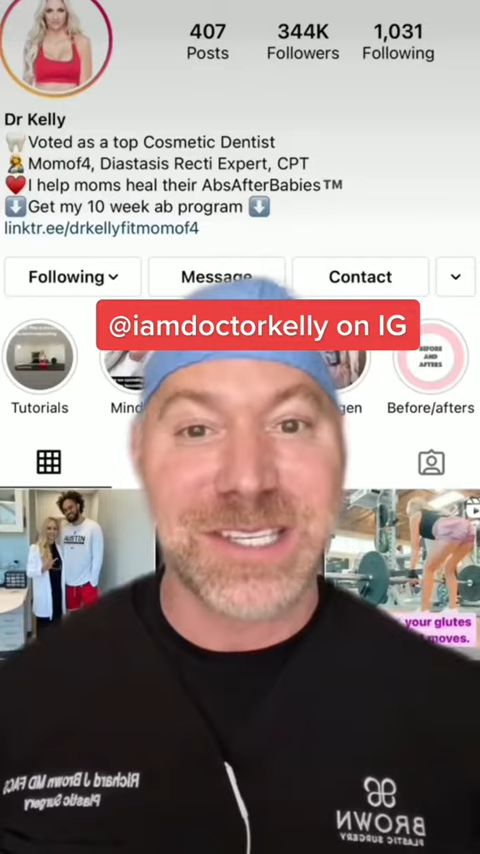 407
344K
1,031
Posts
Followers
Following
Dr Kelly
🦷Voted as a top Cosmetic Dentist
🤱Momof4, Diastasis Recti Expert, CPT
❤️I help moms heal their AbsAfterBabies™
⬇️Get my 10 week ab program ⬇️
linktr.ee/drkellyfitmomof4
Following
Message
Contact
@iamdoctorkelly on IG
BEFORE
AND
AFTERS
Tutorials
Mind
gen
Before/afters
AUSTIN
your glutes
moves.
Richard J Brown MD FACS
Plastic Surgery
BROWN
PLASTIC SURGERY